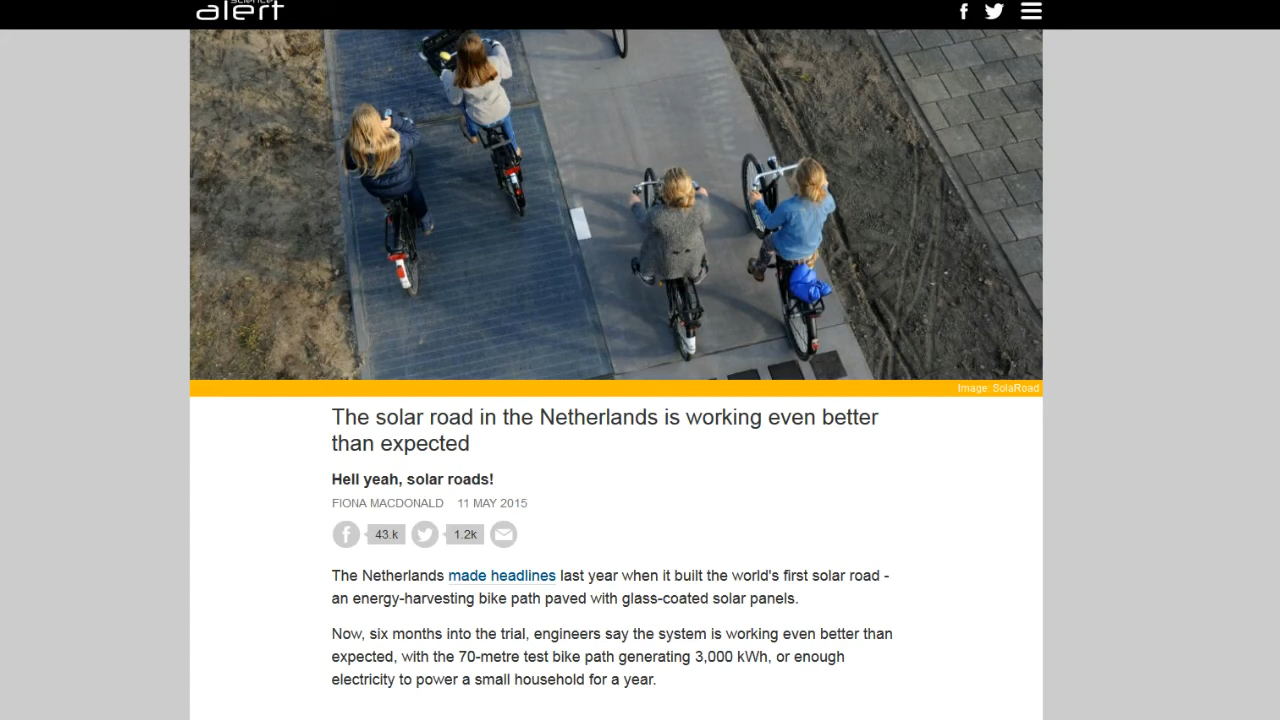 science
alert
Image: SolaRoad
The solar road in the Netherlands is working even better
than expected
Hell yeah, solar roads!
FIONA MACDONALD 11 MAY 2015
43.k 1.2k
The Netherlands made headlines last year when it built the world's first solar road -
an energy-harvesting bike path paved with glass-coated solar panels.
Now, six months into the trial, engineers say the system is working even better than
expected, with the 70-metre test bike path generating 3,000 kWh, or enough
electricity to power a small household for a year.